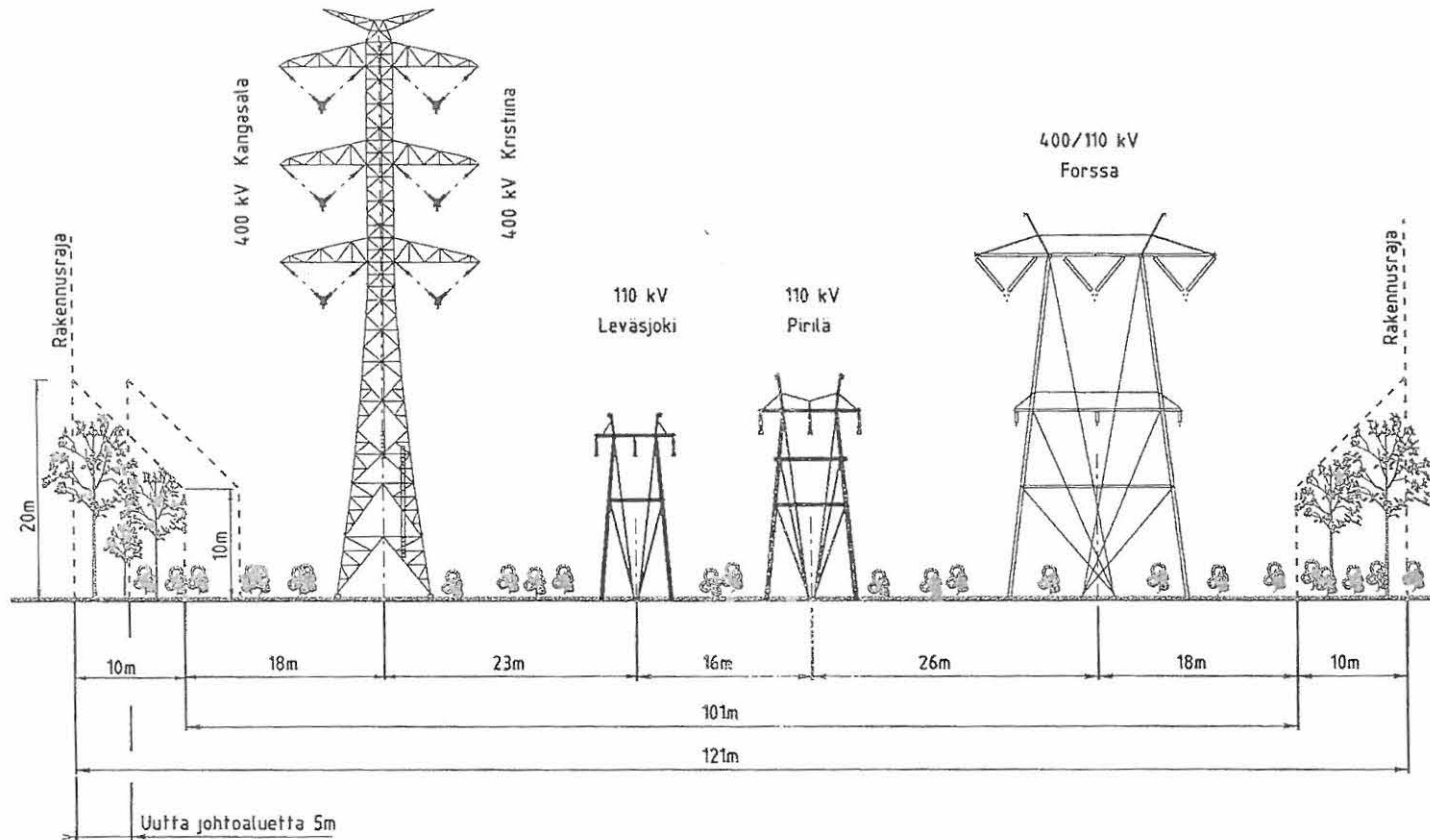 400 kV Kangasala
400 kV Kristiina
400/110 kV
Forssa
Rakennusraja
Rakennusraja
110 kV
Leväsjoki
110 kV
Pirilä
20m
10m
10m
18m
23m
16m
26m
18m
10m
101m
121m
Uutta johtoaluetta 5m